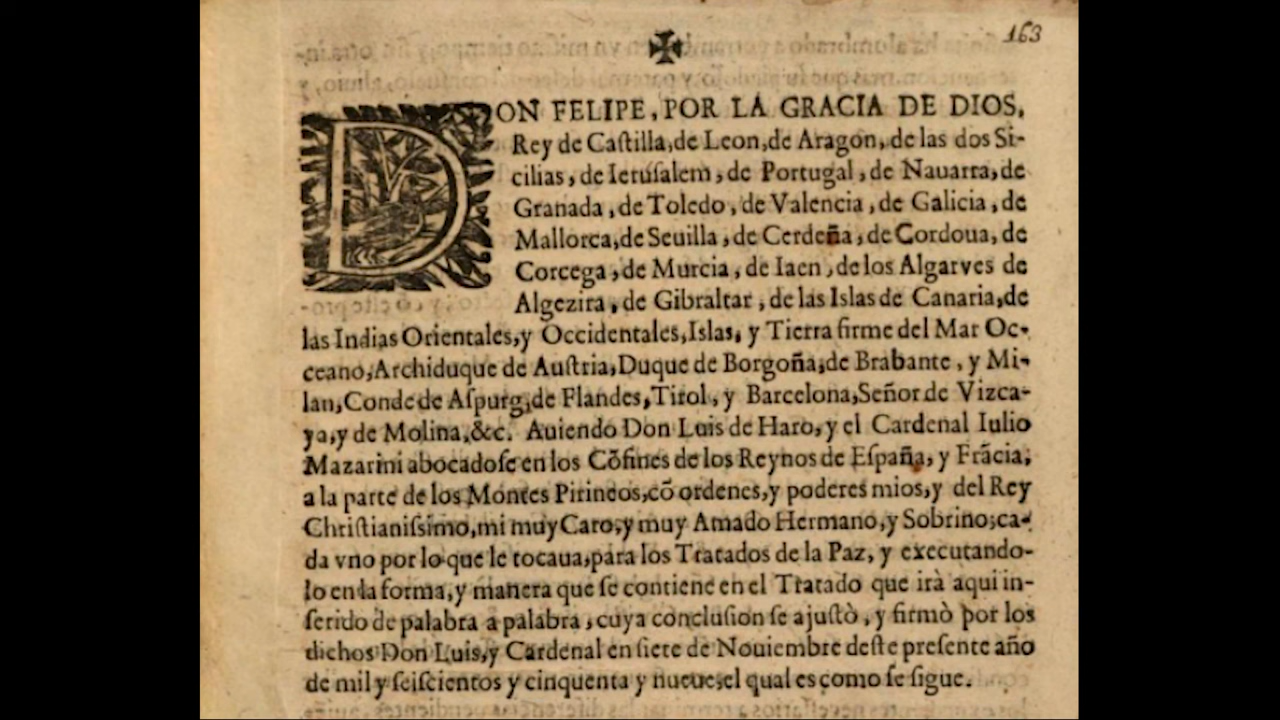 163
✠
DON FELIPE, POR LA GRACIA DE DIOS,
Rey de Caſtilla,de Leon,de Aragon, de las dos Si-
cilias, de Ieruſalem, de Portugal, de Nauarra, de
Granada, de Toledo, de Valencia, de Galicia, de
Mallorca,de Seuilla, de Cerdeña, de Cordoua, de
Corcega, de Murcia, de Iaen, de los Algarves de
Algezira, de Gibraltar, de las Islas de Canaria,de
las Indias Orientales,y Occidentales,Islas, y Tierra firme del Mar Oc-
ceano,Archiduque de Auſtria,Duque de Borgoña,de Brabante, y Mi-
lan,Conde de Aſpurg,de Flandes,Tirol, y Barcelona,Señor de Vizca-
ya,y de Molina,&c. Auiendo Don Luis de Haro, y el Cardenal Iulio
Mazarini abocadoſe en los Cõfines de los Reynos de Eſpaña, y Frãcia,
a la parte de los Montes Pirineos,cõ ordenes,y poderes mios,y del Rey
Chriſtianiſsimo,mi muy Caro,y muy Amado Hermano,y Sobrino;ca-
da vno por lo que le tocaua,para los Tratados de la Paz, y executando-
lo en la forma,y manera que ſe contiene en el Tratado que irà aqui in-
ſerido de palabra a palabra, cuya concluſion ſe ajuſtò, y firmò por los
dichos Don Luis,y Cardenal en ſiete de Nouiembre deſte preſente año
de mil y ſeiſcientos y cinquenta y nueue,el qual es como ſe sigue.